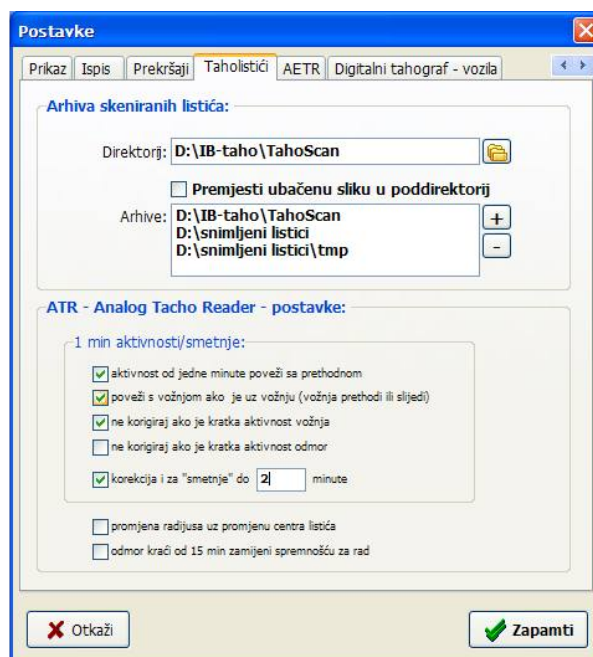 Postavke
Prikaz Ispis Prekršaji Taholistići AETR Digitalni tahograf - vozila
Arhiva skeniranih listića:
Direktorij: D:\IB-taho\TahoScan
Premjesti ubačenu sliku u poddirektorij
Arhive: D:\IB-taho\TahoScan
D:\snimljeni listici
D:\snimljeni listici\tmp
+
-
ATR - Analog Tacho Reader - postavke:
1 min aktivnosti/smetnje:
aktivnost od jedne minute poveži sa prethodnom
poveži s vožnjom ako je uz vožnju (vožnja prethodi ili slijedi)
ne korigiraj ako je kratka aktivnost vožnja
ne korigiraj ako je kratka aktivnost odmor
korekcija i za "smetnje" do 2 minute
promjena radijusa uz promjenu centra listića
odmor kraći od 15 min zamijeni spremnošću za rad
Otkaži Zapamti